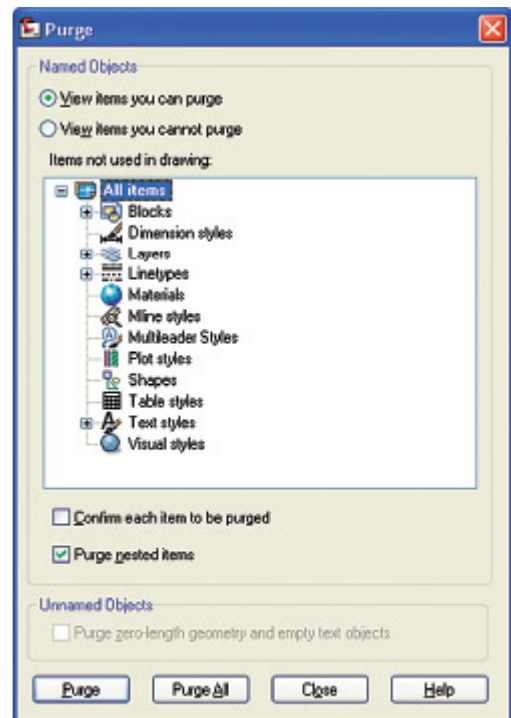 Purge
Named Objects
View items you can purge
View items you cannot purge
Items not used in drawing:
All items
Blocks
Dimension styles
Layers
Linetypes
Materials
Mline styles
Multileader Styles
Plot styles
Shapes
Table styles
Text styles
Visual styles
Confirm each item to be purged
Purge nested items
Unnamed Objects
Purge zero-length geometry and empty text objects
Purge Purge All Close Help